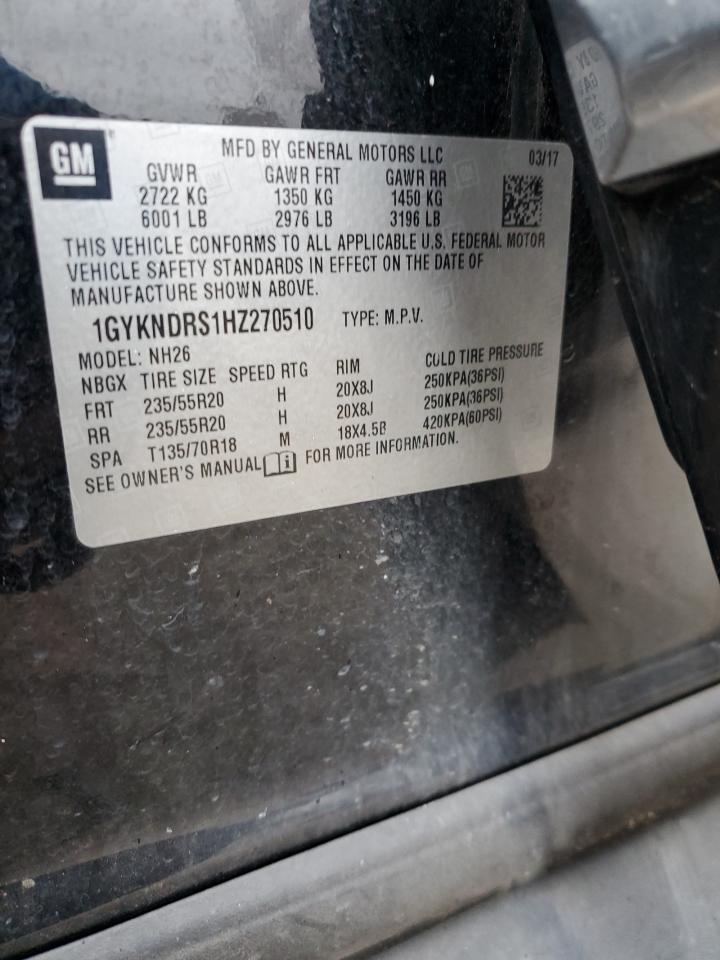 GM
MFD BY GENERAL MOTORS LLC 03/17
GVWR GAWR FRT GAWR RR
2722 KG 1350 KG 1450 KG
6001 LB 2976 LB 3196 LB
THIS VEHICLE CONFORMS TO ALL APPLICABLE U.S. FEDERAL MOTOR
VEHICLE SAFETY STANDARDS IN EFFECT ON THE DATE OF
MANUFACTURE SHOWN ABOVE.
1GYKNDRS1HZ270510 TYPE: M.P.V.
MODEL: NH26
NBGX TIRE SIZE SPEED RTG RIM COLD TIRE PRESSURE
FRT 235/55R20 H 20X8J 250KPA(36PSI)
RR 235/55R20 H 20X8J 250KPA(36PSI)
SPA T135/70R18 M 18X4.5B 420KPA(60PSI)
SEE OWNER'S MANUAL i FOR MORE INFORMATION.